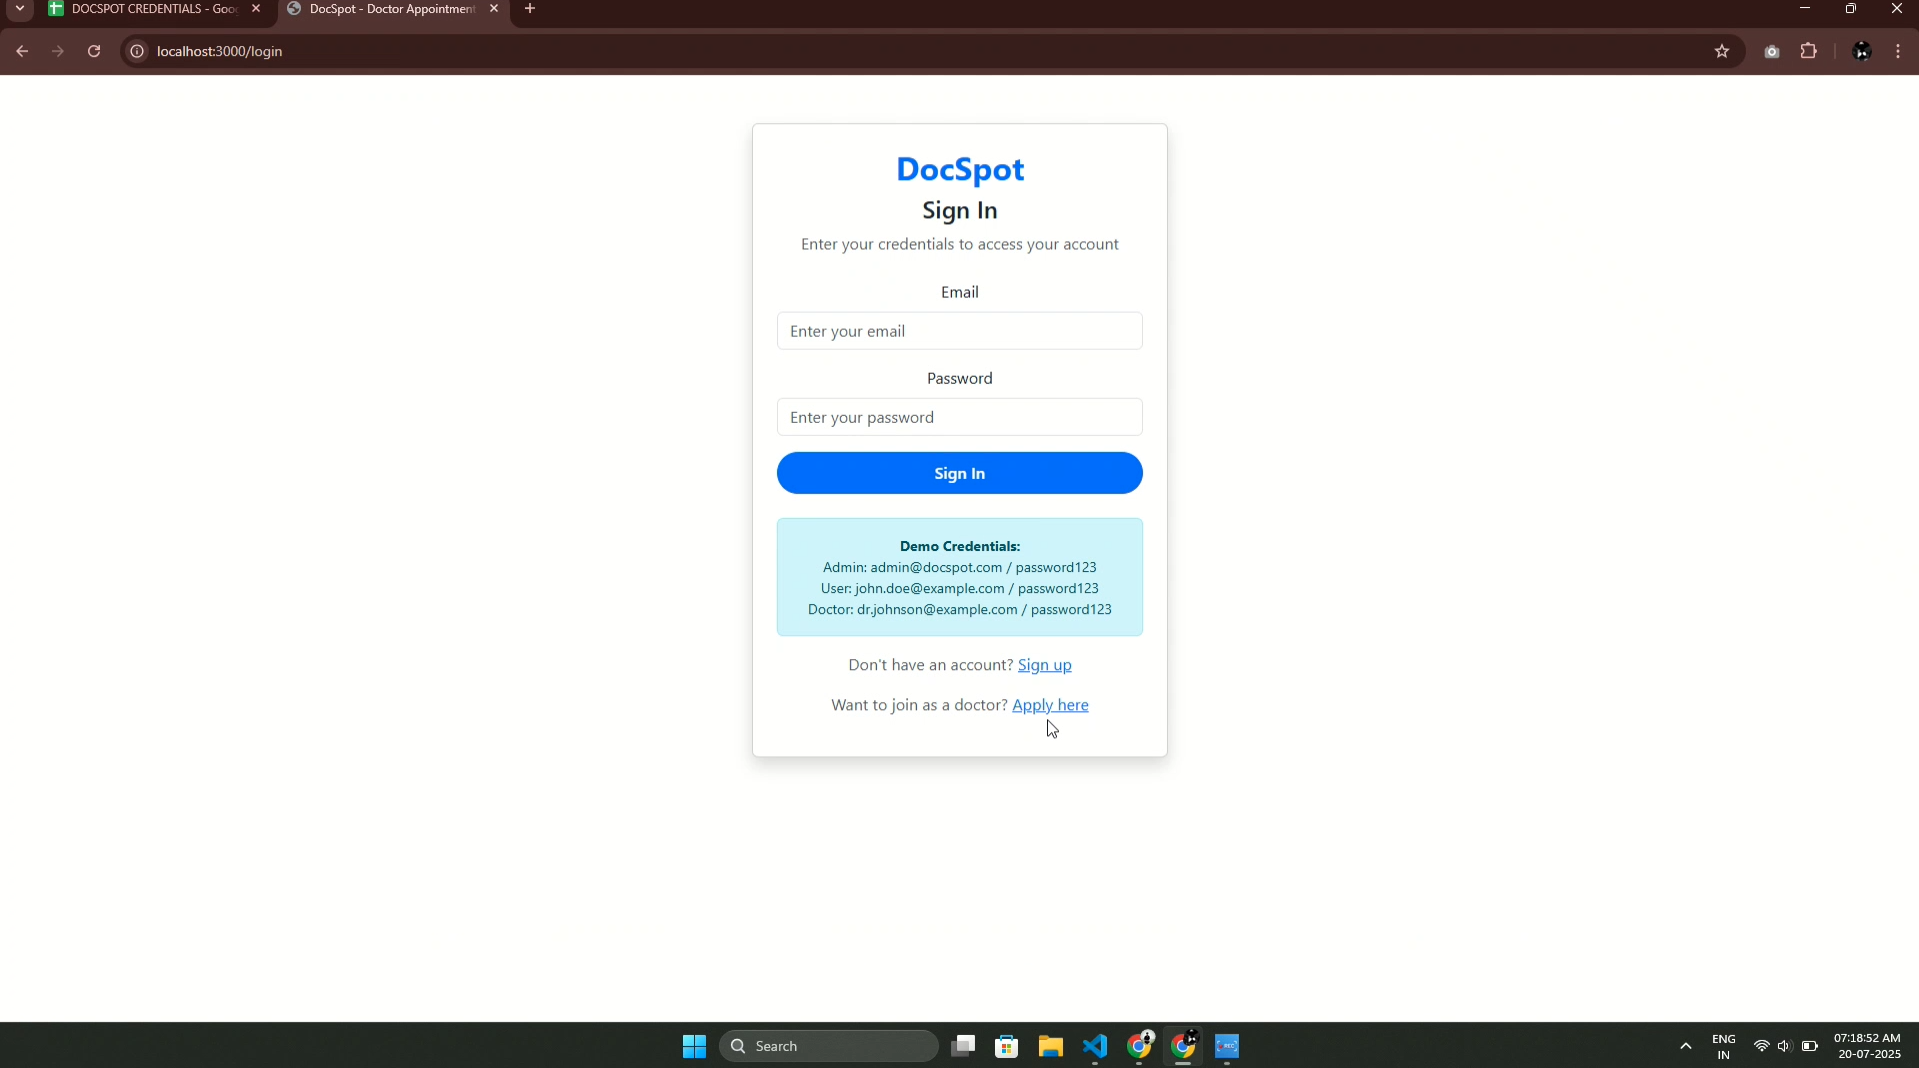 DOCSPOT CREDENTIALS - Goog
DocSpot - Doctor Appointment
localhost:3000/login
DocSpot
Sign In
Enter your credentials to access your account
Email
Enter your email
Password
Enter your password
Sign In
Demo Credentials:
Admin: admin@docspot.com / password123
User: john.doe@example.com / password123
Doctor: dr.johnson@example.com / password123
Don't have an account? Sign up
Want to join as a doctor? Apply here
Search
ENG
IN
07:18:52 AM
20-07-2025